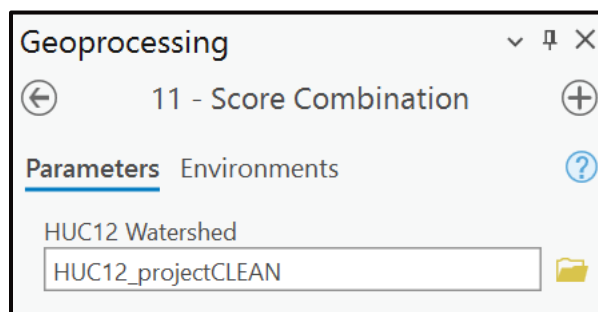 Geoprocessing
11 - Score Combination
Parameters Environments
HUC12 Watershed
HUC12_projectCLEAN